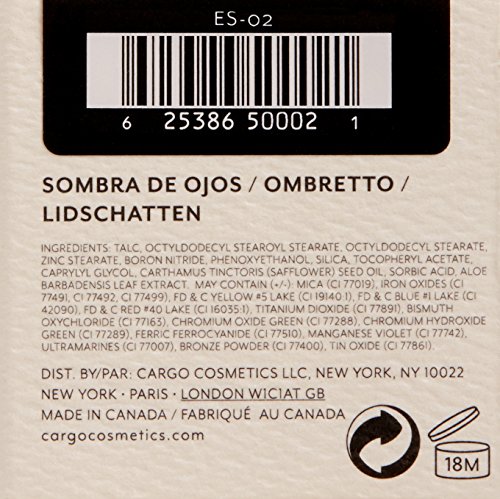 ES-02
6 25386 50002 1
SOMBRA DE OJOS / OMBRETTO /
LIDSCHATTEN
INGREDIENTS: TALC, OCTYLDODECYL STEAROYL STEARATE, OCTYLDODECYL STEARATE,
ZINC STEARATE, BORON NITRIDE, PHENOXYETHANOL, SILICA, TOCOPHERYL ACETATE,
CAPRYLYL GLYCOL, CARTHAMUS TINCTORIS (SAFFLOWER) SEED OIL, SORBIC ACID, ALOE
BARBADENSIS LEAF EXTRACT. MAY CONTAIN (+/-): MICA (CI 77019), IRON OXIDES (CI
77491, CI 77492, CI 77499), FD & C YELLOW #5 LAKE (CI 19140:1), FD & C BLUE #1 LAKE (CI
42090), FD & C RED #40 LAKE (CI 16035:1), TITANIUM DIOXIDE (CI 77891), BISMUTH
OXYCHLORIDE (CI 77163), CHROMIUM OXIDE GREEN (CI 77288), CHROMIUM HYDROXIDE
GREEN (CI 77289), FERRIC FERROCYANIDE (CI 77510), MANGANESE VIOLET (CI 77742),
ULTRAMARINES (CI 77007), BRONZE POWDER (CI 77400), TIN OXIDE (CI 77861).
DIST. BY/PAR: CARGO COSMETICS LLC, NEW YORK, NY 10022
NEW YORK · PARIS · LONDON W1C1AT GB
MADE IN CANADA / FABRIQUÉ AU CANADA
cargocosmetics.com
18M